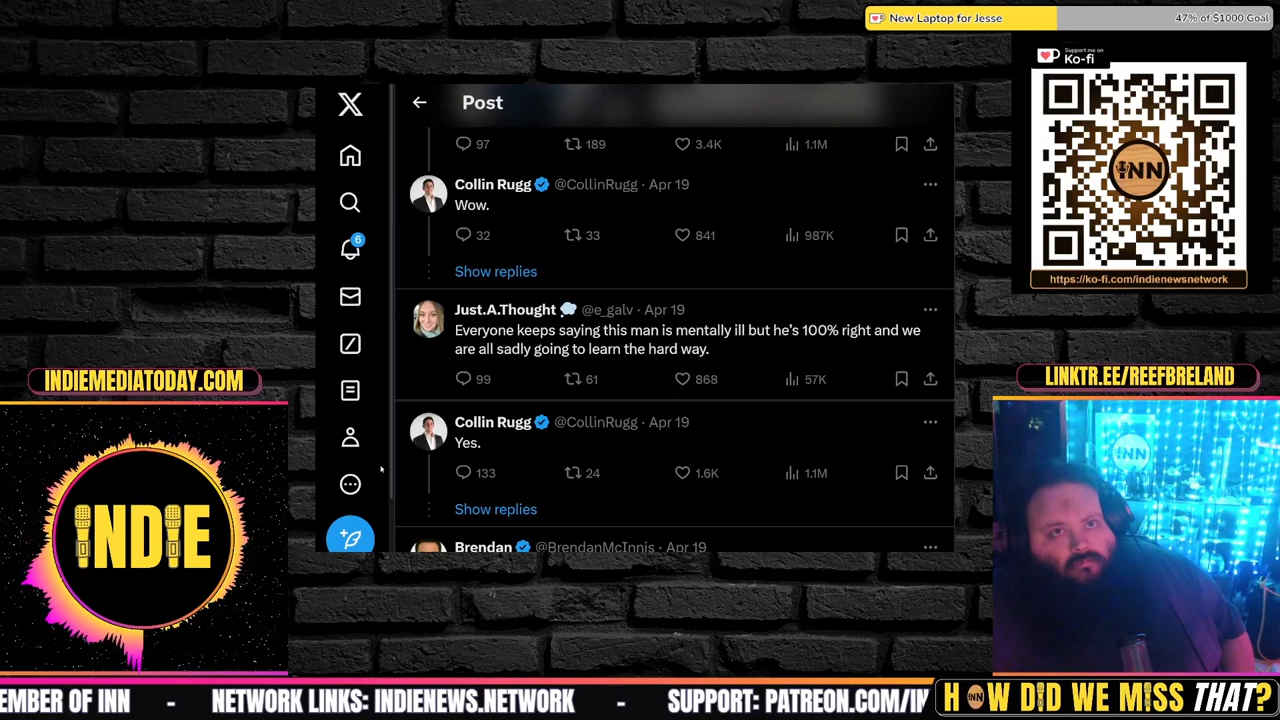 New Laptop for Jesse
47% of $1000 Goal
Support me on
Ko-fi
Post
97 189 3.4K 1.1M
Collin Rugg @CollinRugg · Apr 19
Wow.
32 33 841 987K
6
Show replies
iNN
https://ko-fi.com/indienewsnetwork
Just.A.Thought @e_galv · Apr 19
Everyone keeps saying this man is mentally ill but he's 100% right and we
are all sadly going to learn the hard way.
99 61 868 57K
INDIEMEDIATODAY.COM
LINKTR.EE/REEFBRELAND
Collin Rugg @CollinRugg · Apr 19
Yes.
133 24 1.6K 1.1M
Show replies
iNN
INDIE
Brendan @BrendanMcInnis · Apr 19
EMBER OF INN - NETWORK LINKS: INDIENEWS.NETWORK - SUPPORT: PATREON.COM/IN
HOW DID WE MISS THAT?